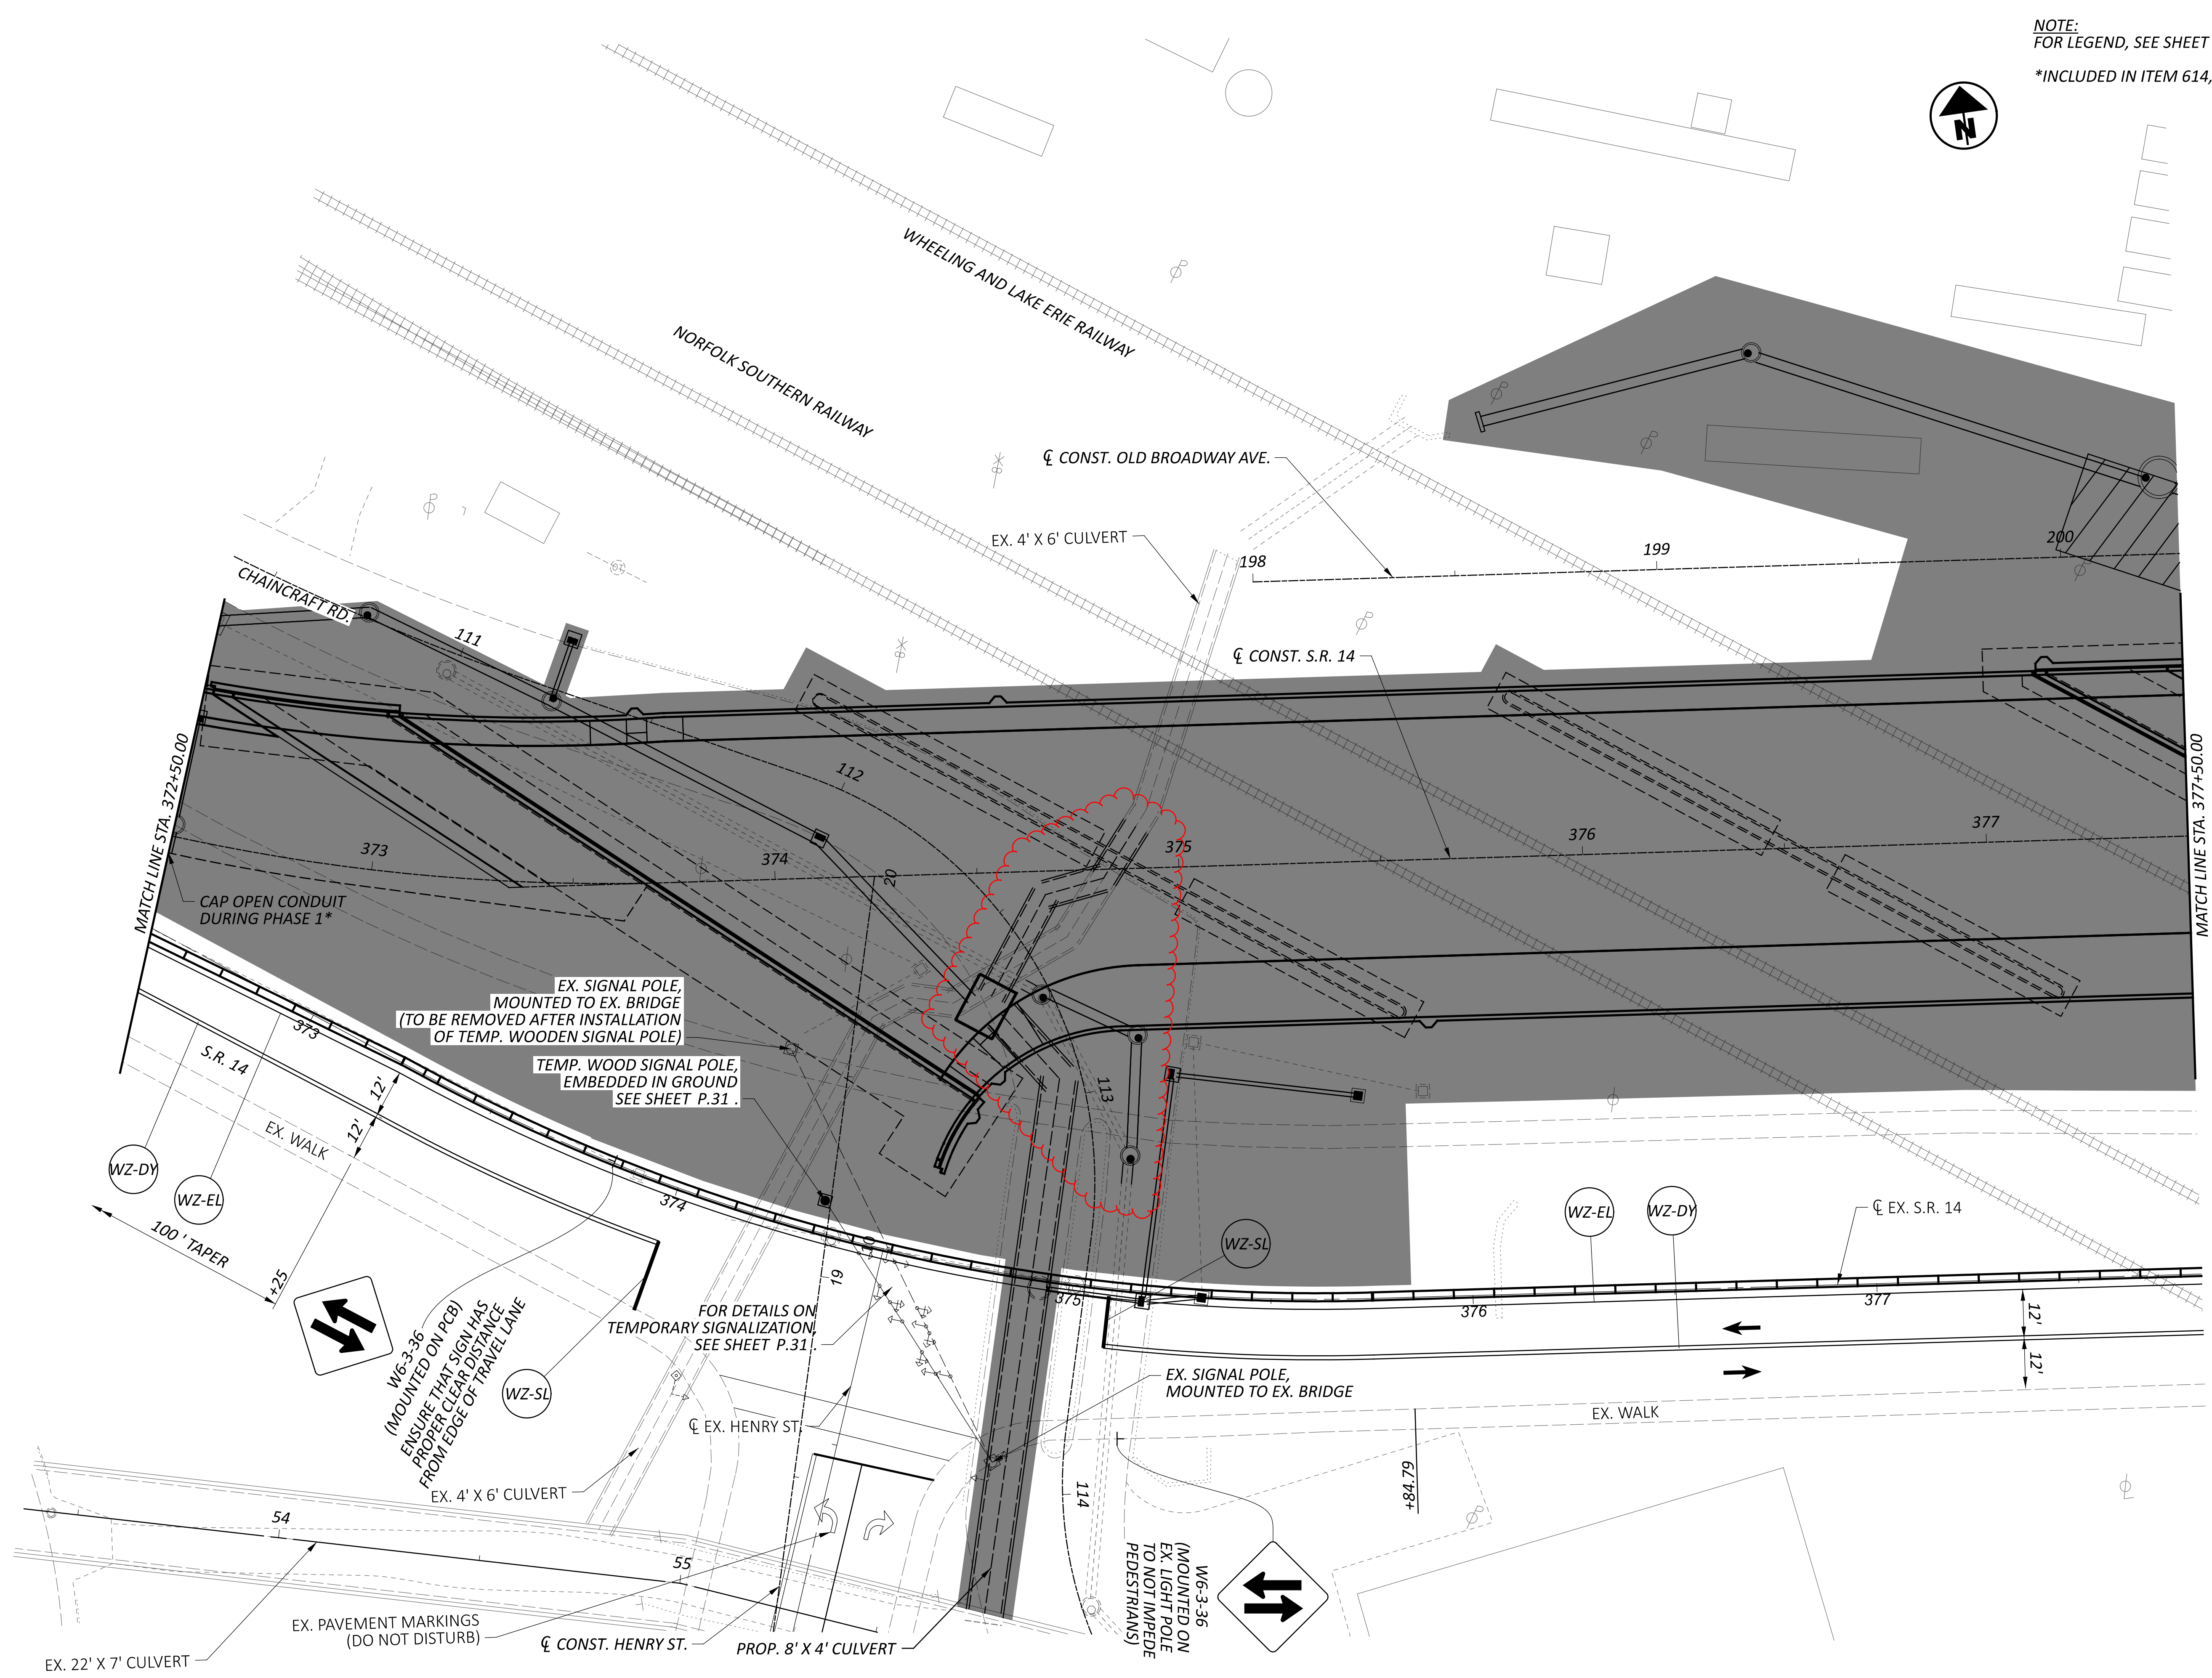 NOTE:
FOR LEGEND, SEE SHEET
*INCLUDED IN ITEM 614,
N
WHEELING AND LAKE ERIE RAILWAY
NORFOLK SOUTHERN RAILWAY
℄ CONST. OLD BROADWAY AVE.
EX. 4' X 6' CULVERT
198
199
200
CHAINCRAFT RD.
111
℄ CONST. S.R. 14
112
MATCH LINE STA. 372+50.00
MATCH LINE STA. 377+50.00
373
374
375
376
377
20
CAP OPEN CONDUIT
DURING PHASE 1*
EX. SIGNAL POLE,
MOUNTED TO EX. BRIDGE
(TO BE REMOVED AFTER INSTALLATION
OF TEMP. WOODEN SIGNAL POLE)
TEMP. WOOD SIGNAL POLE,
EMBEDDED IN GROUND
SEE SHEET P.31 .
113
373
S.R. 14
12'
12'
EX. WALK
WZ-DY
WZ-EL
100 ' TAPER
+25
374
W6-3-36
(MOUNTED ON PCB)
ENSURE THAT SIGN HAS
PROPER CLEAR DISTANCE
FROM EDGE OF TRAVEL LANE
WZ-SL
20
19
FOR DETAILS ON
TEMPORARY SIGNALIZATION,
SEE SHEET P.31 .
375
WZ-SL
WZ-EL
WZ-DY
℄ EX. S.R. 14
376
377
12'
12'
EX. SIGNAL POLE,
MOUNTED TO EX. BRIDGE
℄ EX. HENRY ST.
EX. WALK
+84.79
EX. 4' X 6' CULVERT
54
55
114
W6-3-36
(MOUNTED ON
EX. LIGHT POLE
TO NOT IMPEDE
PEDESTRIANS)
EX. PAVEMENT MARKINGS
(DO NOT DISTURB)
℄ CONST. HENRY ST.
PROP. 8' X 4' CULVERT
EX. 22' X 7' CULVERT